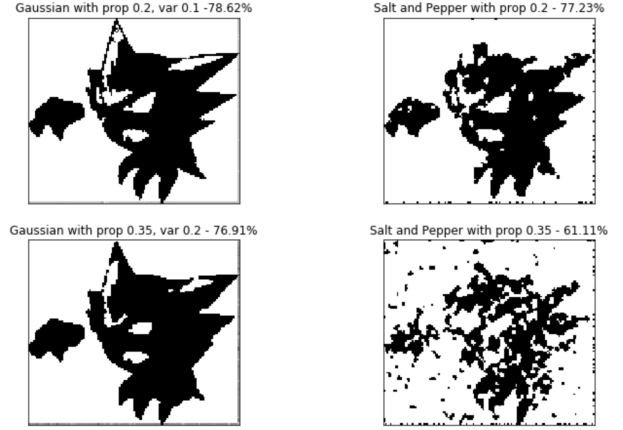 Gaussian with prop 0.2, var 0.1 -78.62%
Salt and Pepper with prop 0.2 - 77.23%
Gaussian with prop 0.35, var 0.2 - 76.91%
Salt and Pepper with prop 0.35 - 61.11%